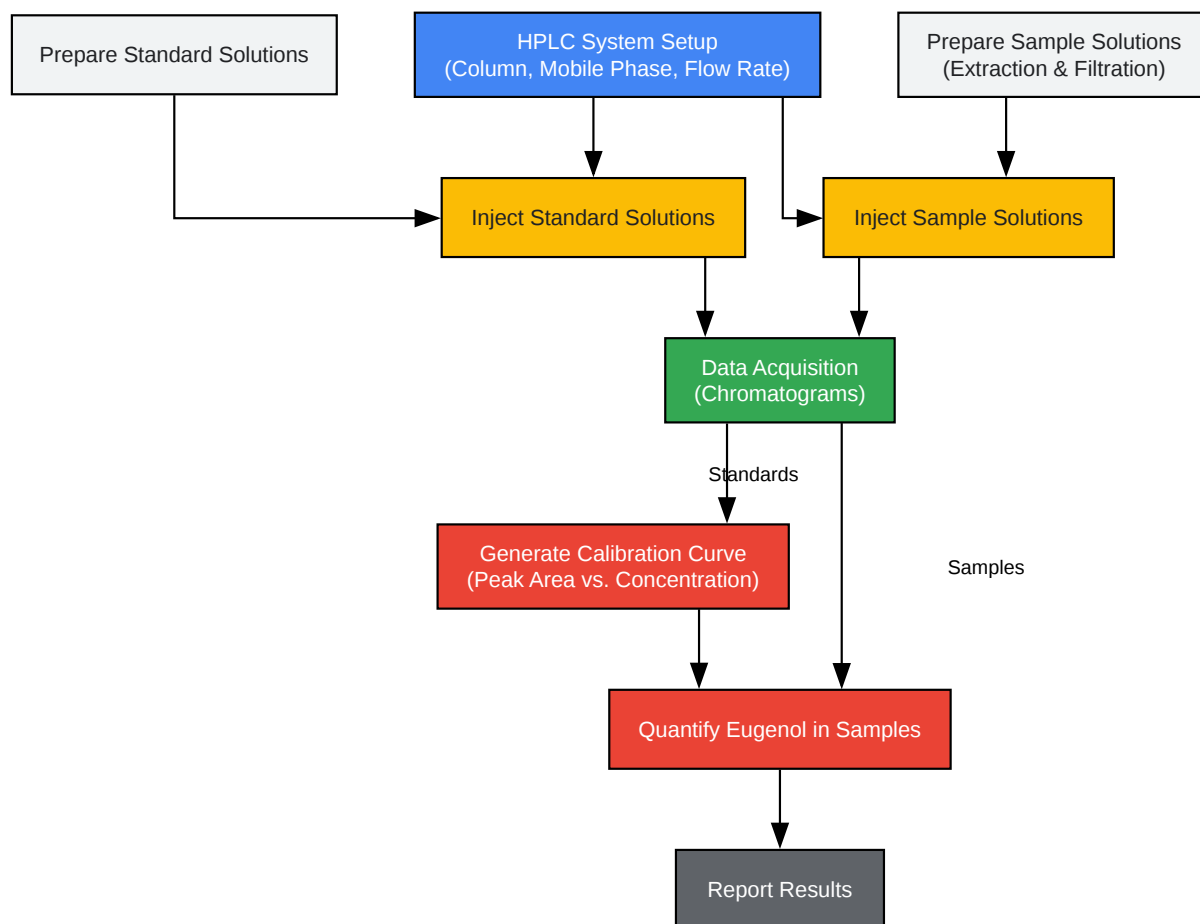 Prepare Standard Solutions
HPLC System Setup
(Column, Mobile Phase, Flow Rate)
Prepare Sample Solutions
(Extraction & Filtration)
Inject Standard Solutions
Inject Sample Solutions
Data Acquisition
(Chromatograms)
Standards
Generate Calibration Curve
(Peak Area vs. Concentration)
Samples
Quantify Eugenol in Samples
Report Results